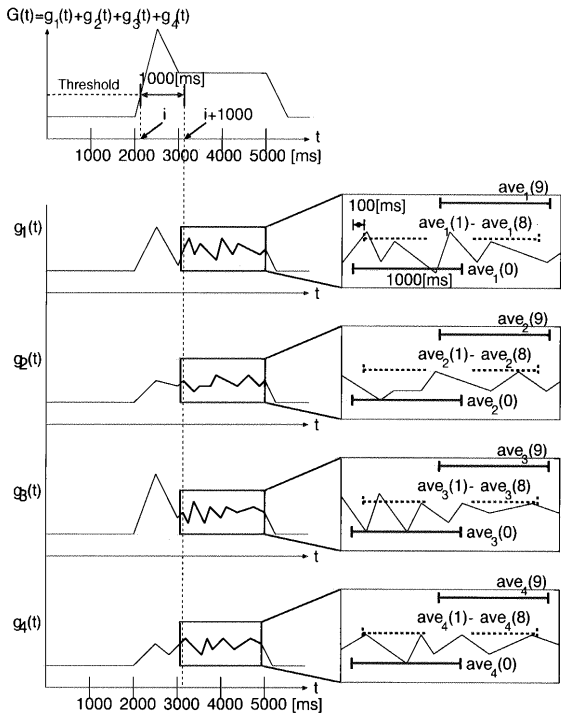 G(t)=g1(t)+g2(t)+g3(t)+g4(t)
Threshold
1000[ms]
i
i+1000
t
1000 2000 3000 4000 5000 [ms]
g1(t)
t
100[ms]
ave1(9)
ave1(1)- ave1(8)
ave1(0)
1000[ms]
g2(t)
t
ave2(9)
ave2(1)- ave2(8)
ave2(0)
g3(t)
t
ave3(9)
ave3(1)- ave3(8)
ave3(0)
g4(t)
t
ave4(9)
ave4(1)- ave4(8)
ave4(0)
1000 2000 3000 4000 5000 [ms]